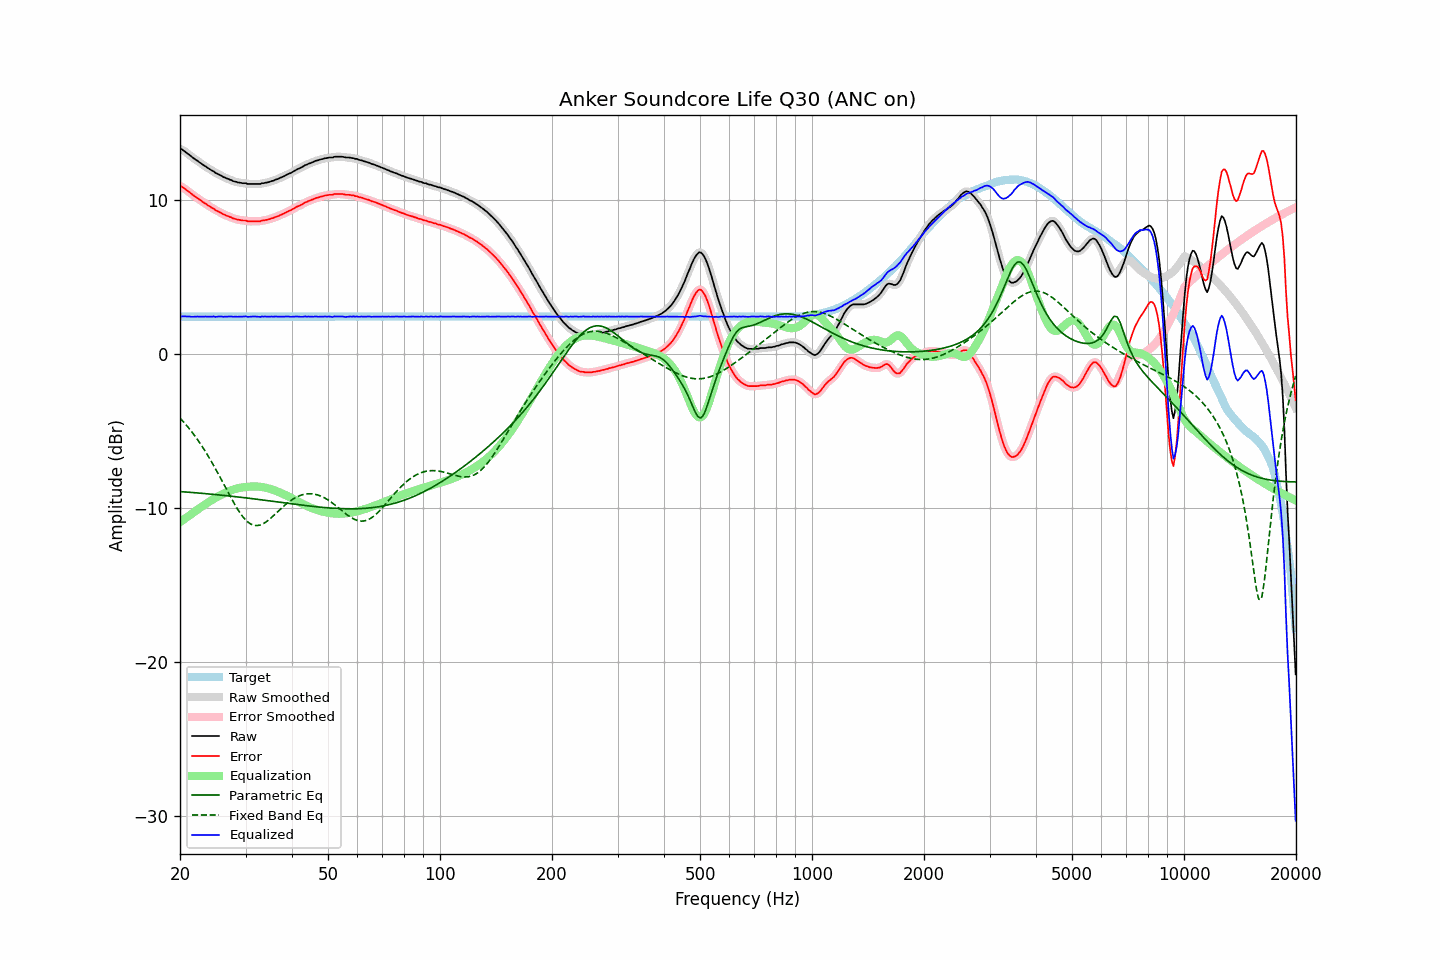 Anker Soundcore Life Q30 (ANC on)
Amplitude (dBr)
10
0
−10
−20
−30
Target
Raw Smoothed
Error Smoothed
Raw
Error
Equalization
Parametric Eq
Fixed Band Eq
Equalized
20 50 100 200 500 1000 2000 5000 10000 20000
Frequency (Hz)